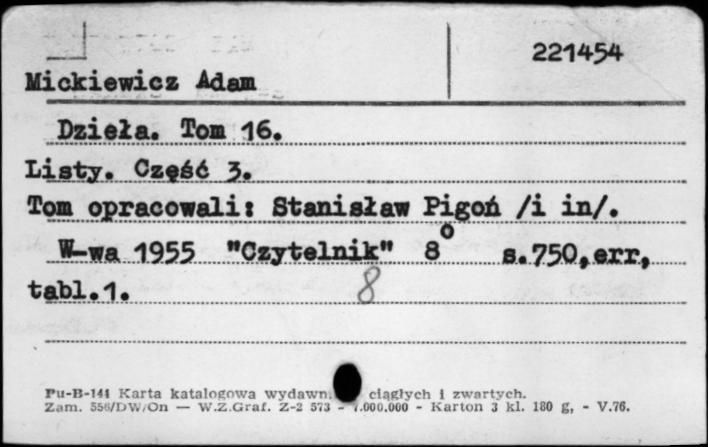 221454
Mickiewicz Adam
Dzieła. Tom 16.
Listy. Część 3.
Tom opracowali: Stanisław Pigoń /i in/.
W-wa 1955 "Czytelnik" 8° s.750,err,
tabl.1. 8
Pu-B-144 Karta katalogowa wydawn. ciągłych i zwartych.
Zam. 556/DW/On — W.Z.Graf. Z-2 573 - 1.000.000 - Karton 3 kl. 180 g, - V.76.